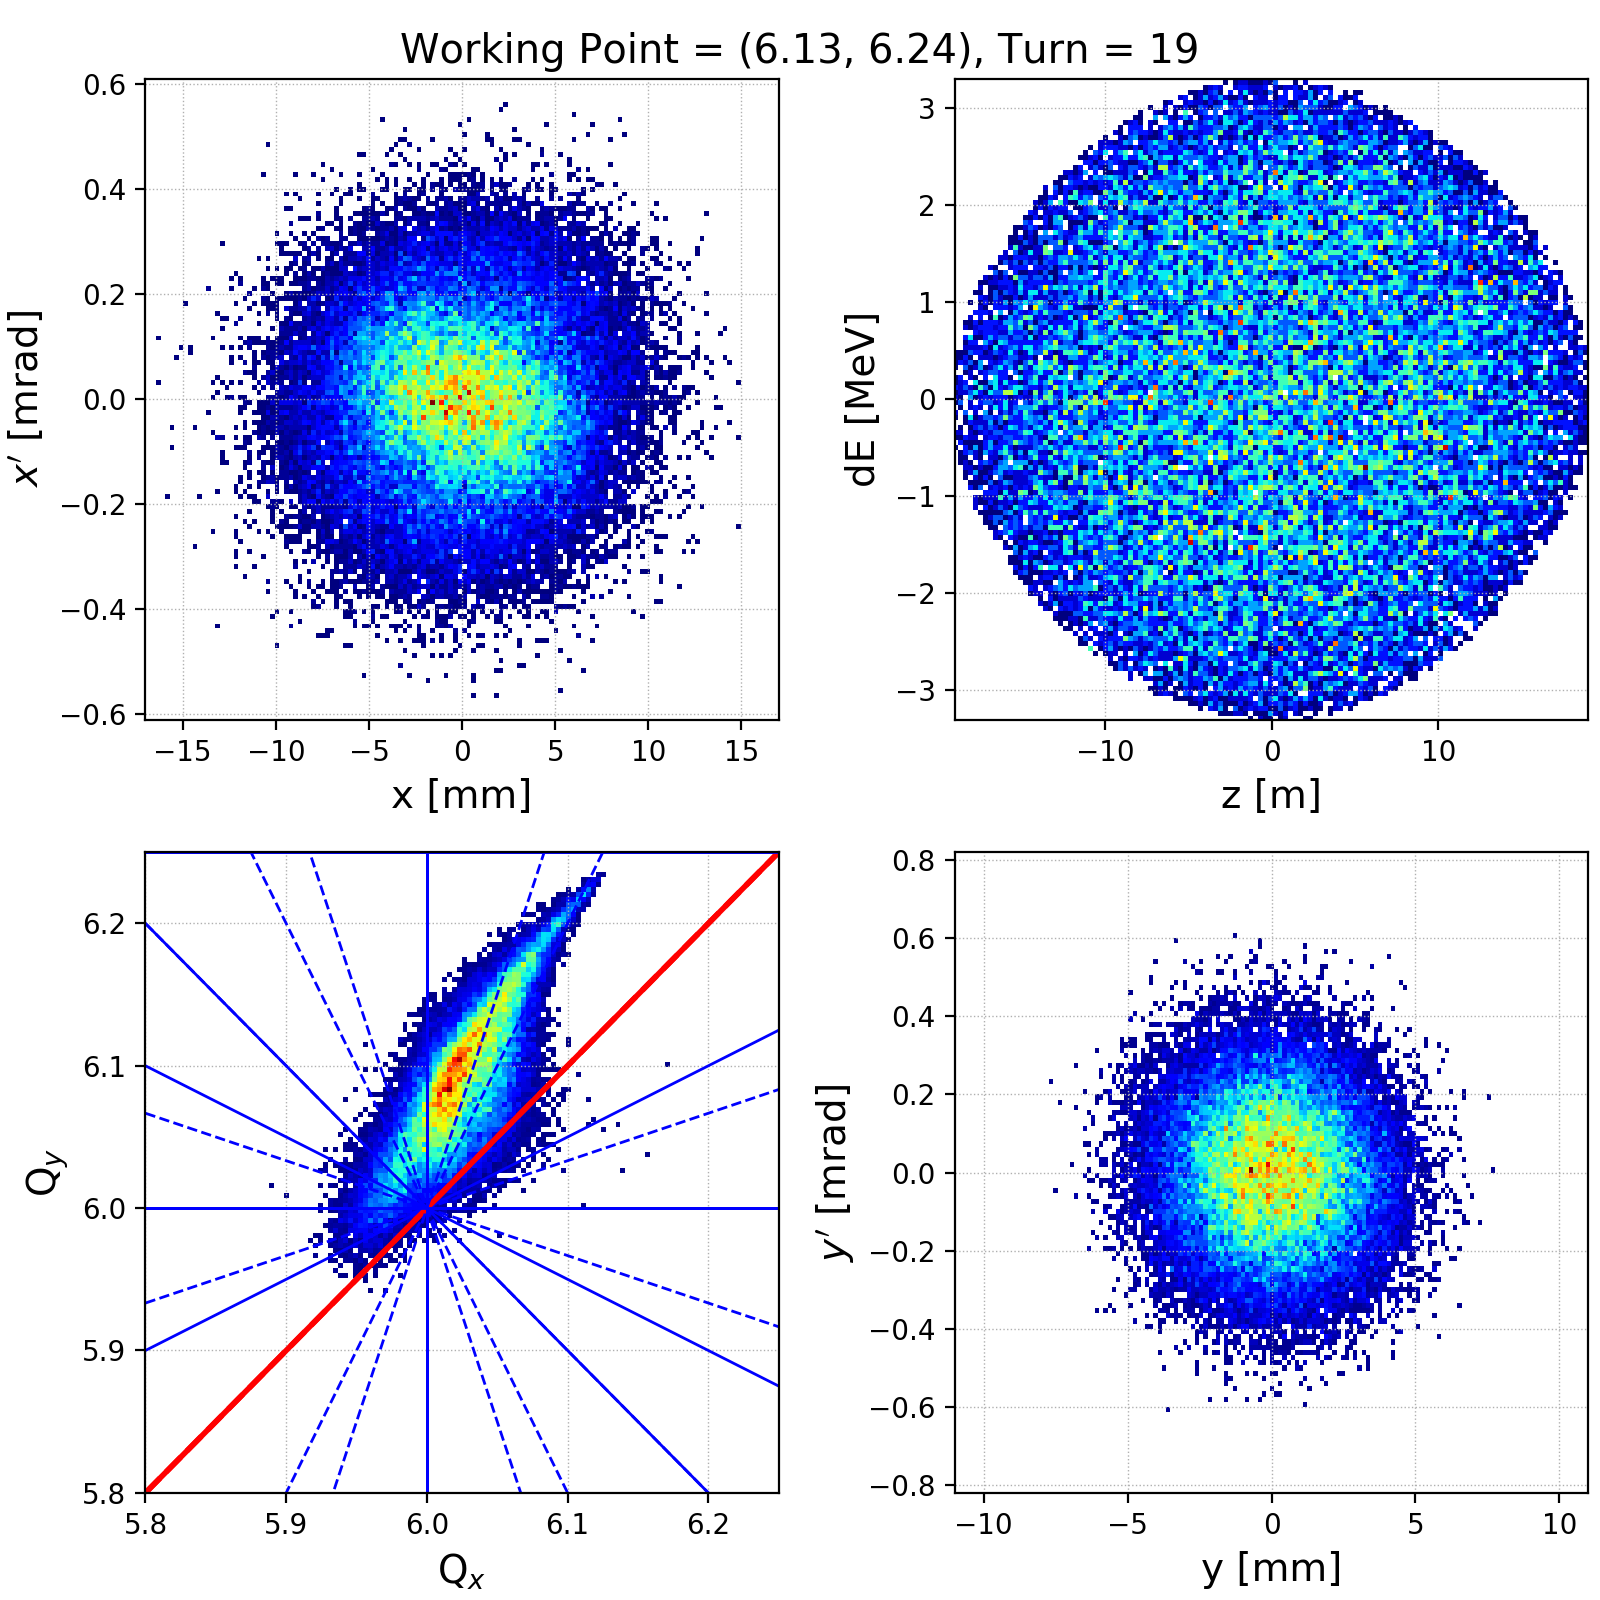 Working Point = (6.13, 6.24), Turn = 19
0.6
0.4
0.2
0.0
−0.2
−0.4
−0.6
x′ [mrad]
−15 −10 −5 0 5 10 15
x [mm]
3
2
1
0
−1
−2
−3
dE [MeV]
−10 0 10
z [m]
6.2
6.1
6.0
5.9
5.8
Qy
5.8 5.9 6.0 6.1 6.2
Qx
0.8
0.6
0.4
0.2
0.0
−0.2
−0.4
−0.6
−0.8
y′ [mrad]
−10 −5 0 5 10
y [mm]